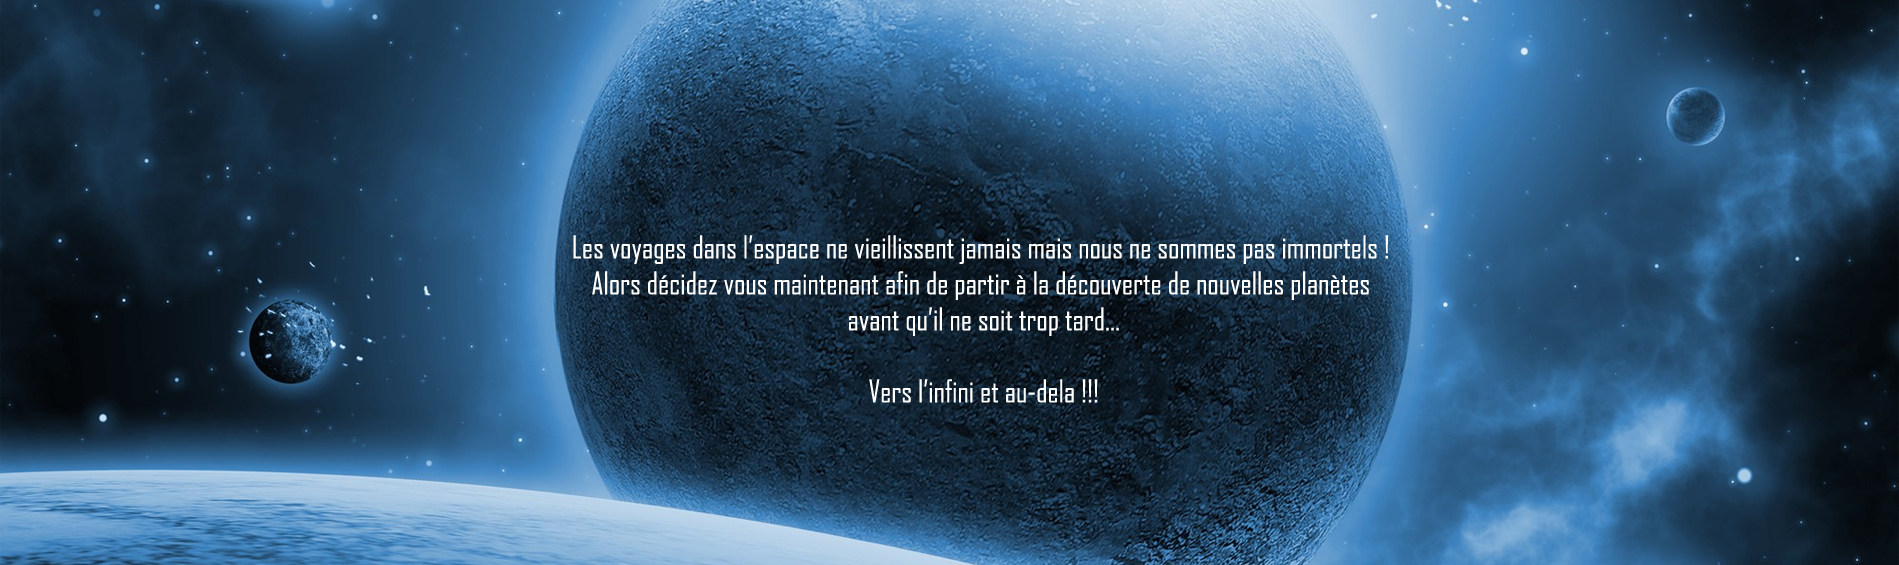 Les voyages dans l'espace ne vieillissent jamais mais nous ne sommes pas immortels !
Alors décidez vous maintenant afin de partir à la découverte de nouvelles planètes
avant qu'il ne soit trop tard...
Vers l'infini et au-dela !!!